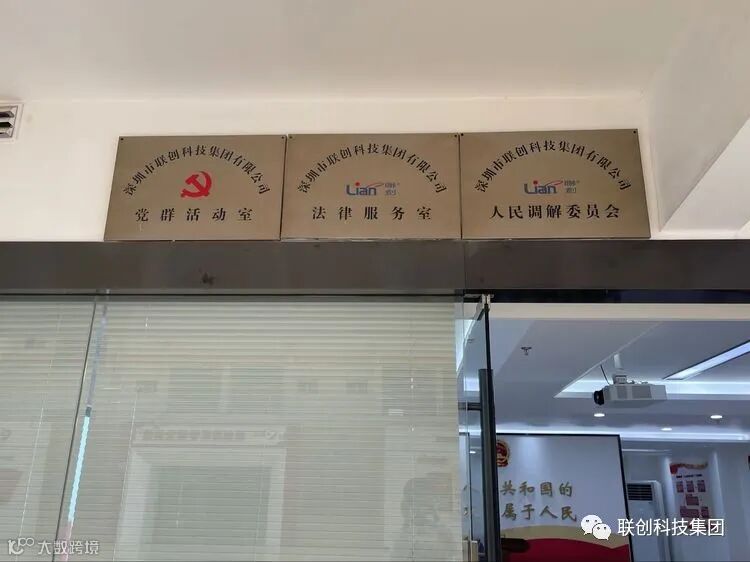 深圳市联创科技集团有限公司
党群活动室
深圳市联创科技集团有限公司
Lian 联创
法律服务室
深圳市联创科技集团有限公司
Lian 联创
人民调解委员会
共和国的
属于人民
联创科技集团
大数跨境